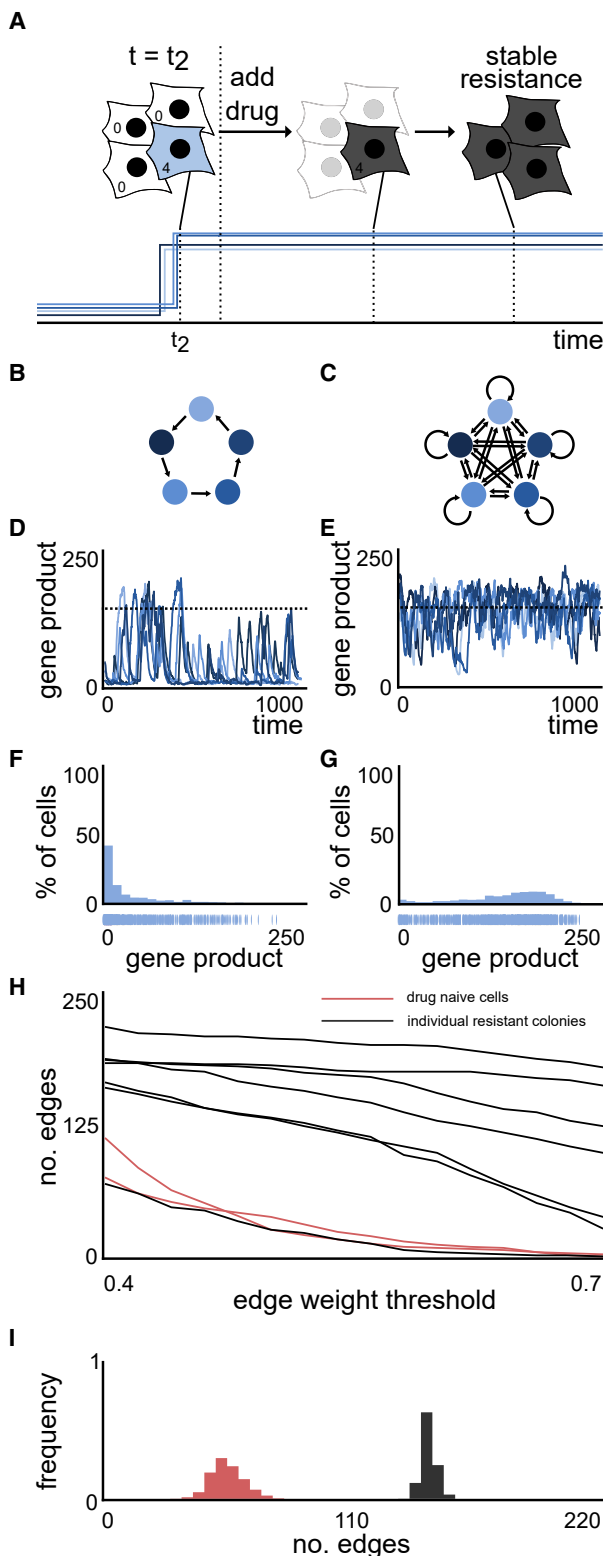 A
t = t2
add
drug
stable
resistance
0
0
0
4
4
t2
time
B
C
D
E
250
gene product
0
0
1000
time
250
gene product
0
0
1000
time
F
G
100
50
0
% of cells
0
250
gene product
100
50
0
% of cells
0
250
gene product
H
250
125
0
no. edges
drug naive cells
individual resistant colonies
0.4
0.7
edge weight threshold
I
1
0
frequency
0
110
220
no. edges